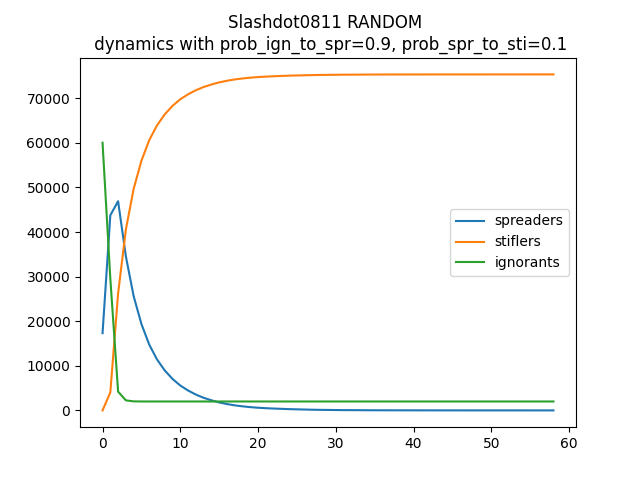 Slashdot0811 RANDOM
dynamics with prob_ign_to_spr=0.9, prob_spr_to_sti=0.1
70000
60000
50000
40000
30000
20000
10000
0
spreaders
stiflers
ignorants
0 10 20 30 40 50 60